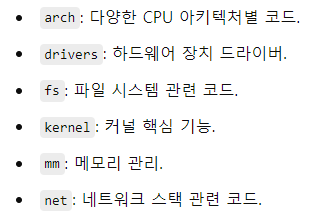 • arch: 다양한 CPU 아키텍처별 코드.
• drivers: 하드웨어 장치 드라이버.
• fs: 파일 시스템 관련 코드.
• kernel: 커널 핵심 기능.
• mm: 메모리 관리.
• net: 네트워크 스택 관련 코드.